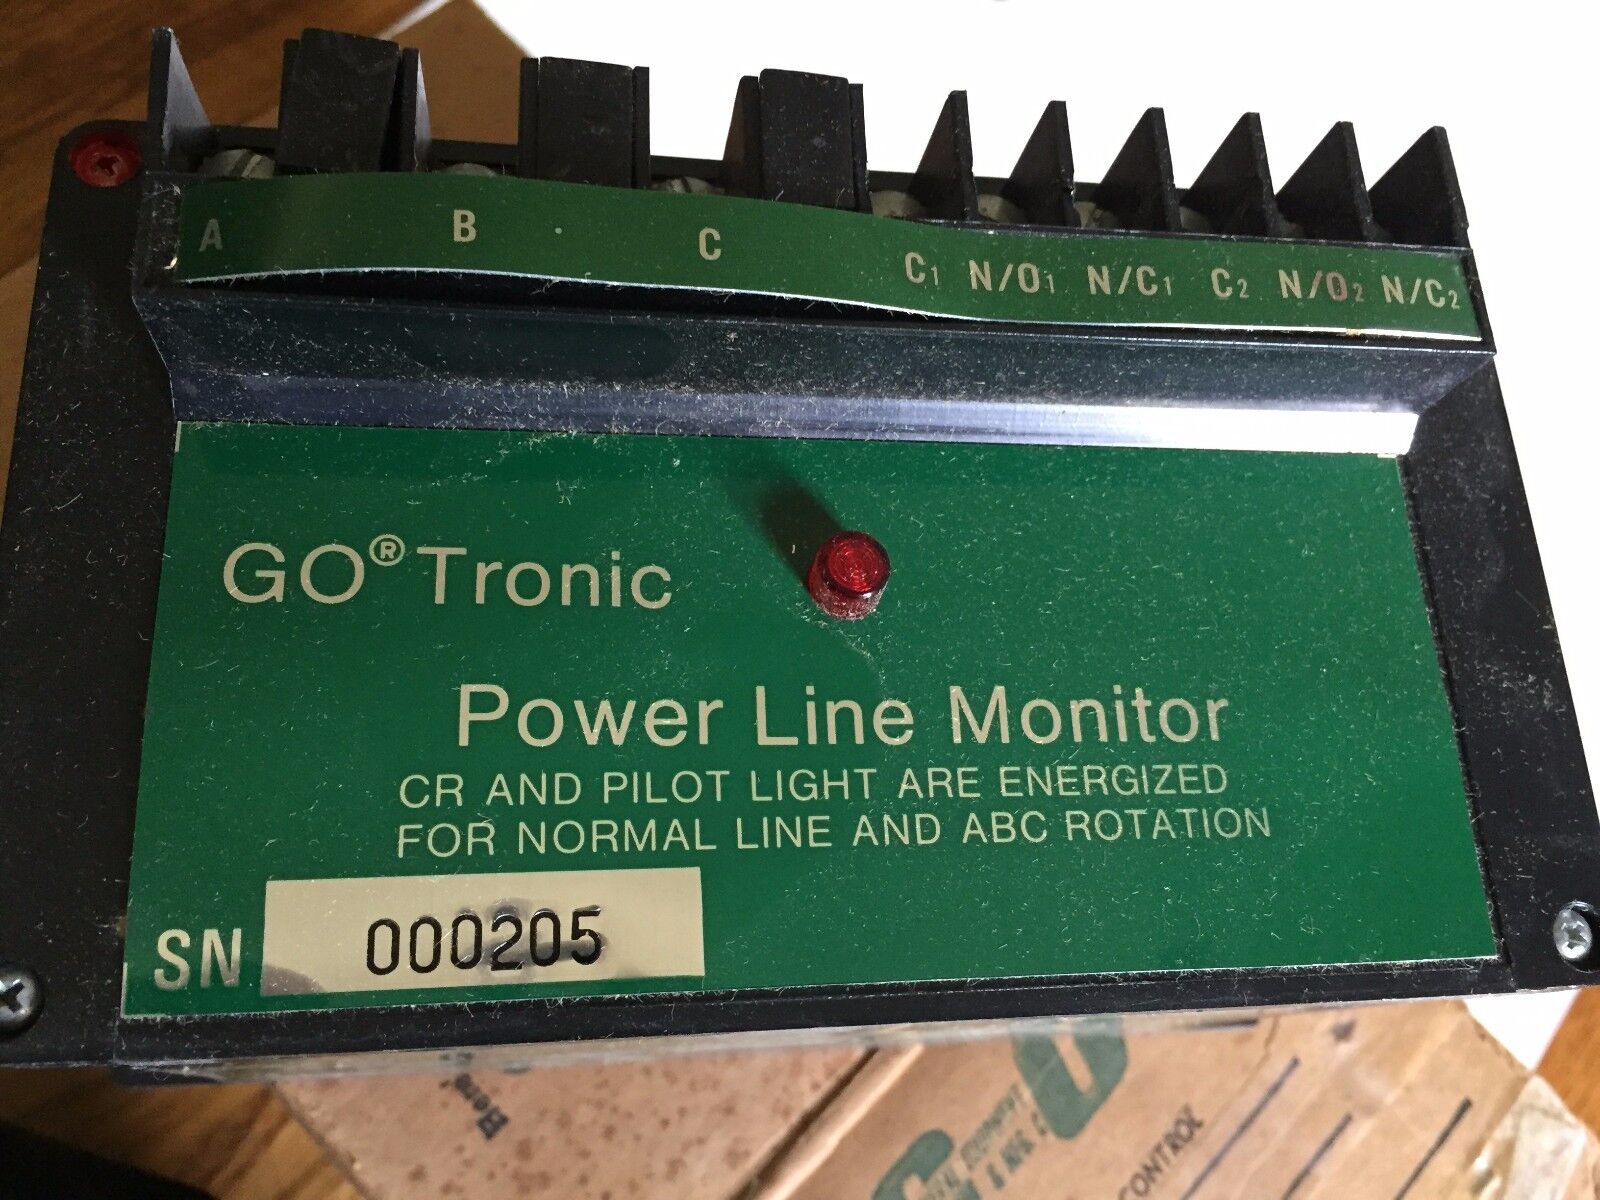 A B C C1 N/O1 N/C1 C2 N/O2 N/C2
GO® Tronic
Power Line Monitor
CR AND PILOT LIGHT ARE ENERGIZED
FOR NORMAL LINE AND ABC ROTATION
SN 000205
CONTROL